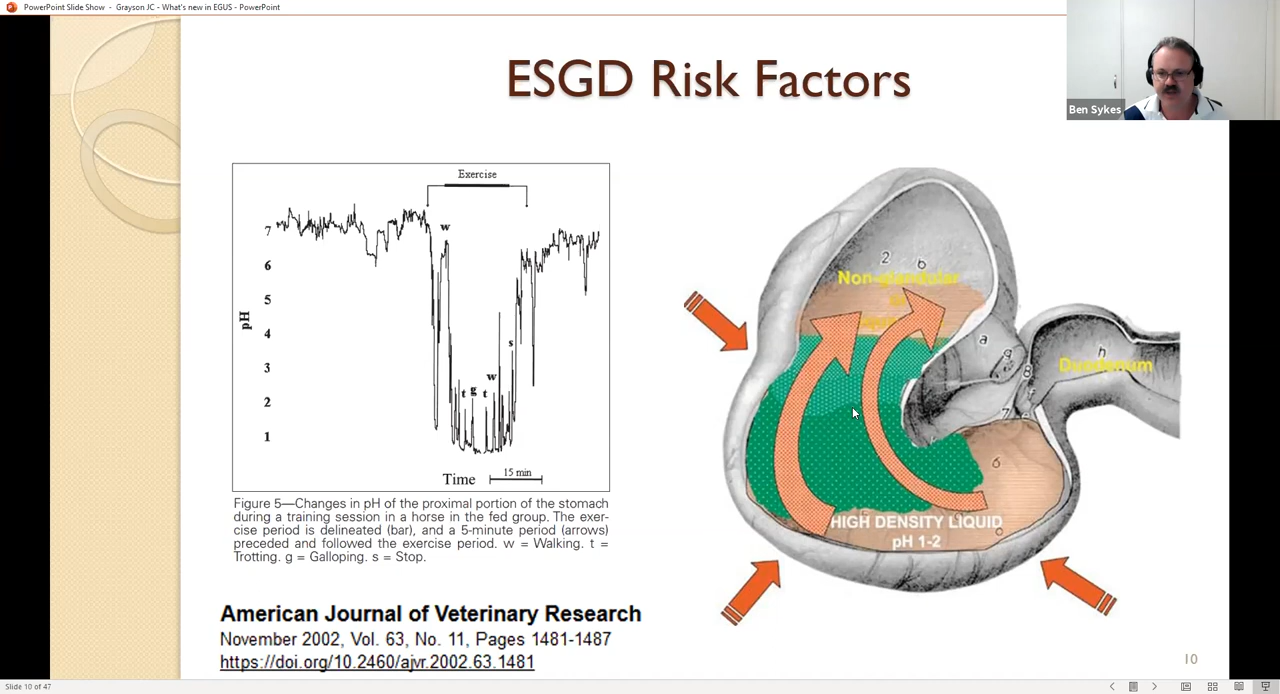 PowerPoint Slide Show - Grayson JC - What's new in EGUS - PowerPoint
ESGD Risk Factors
Ben Sykes
Exercise
w
7
6
5
4
3
2
1
pH
t g t
w
s
Time
15 min
Figure 5—Changes in pH of the proximal portion of the stomach
during a training session in a horse in the fed group. The exer-
cise period is delineated (bar), and a 5-minute period (arrows)
preceded and followed the exercise period. w = Walking. t =
Trotting. g = Galloping. s = Stop.
2 b
Non-glandular
a
g
8
h
Duodenum
f
7
e
6
HIGH DENSITY LIQUID
pH 1-2
American Journal of Veterinary Research
November 2002, Vol. 63, No. 11, Pages 1481-1487
https://doi.org/10.2460/ajvr.2002.63.1481
10
Slide 10 of 47